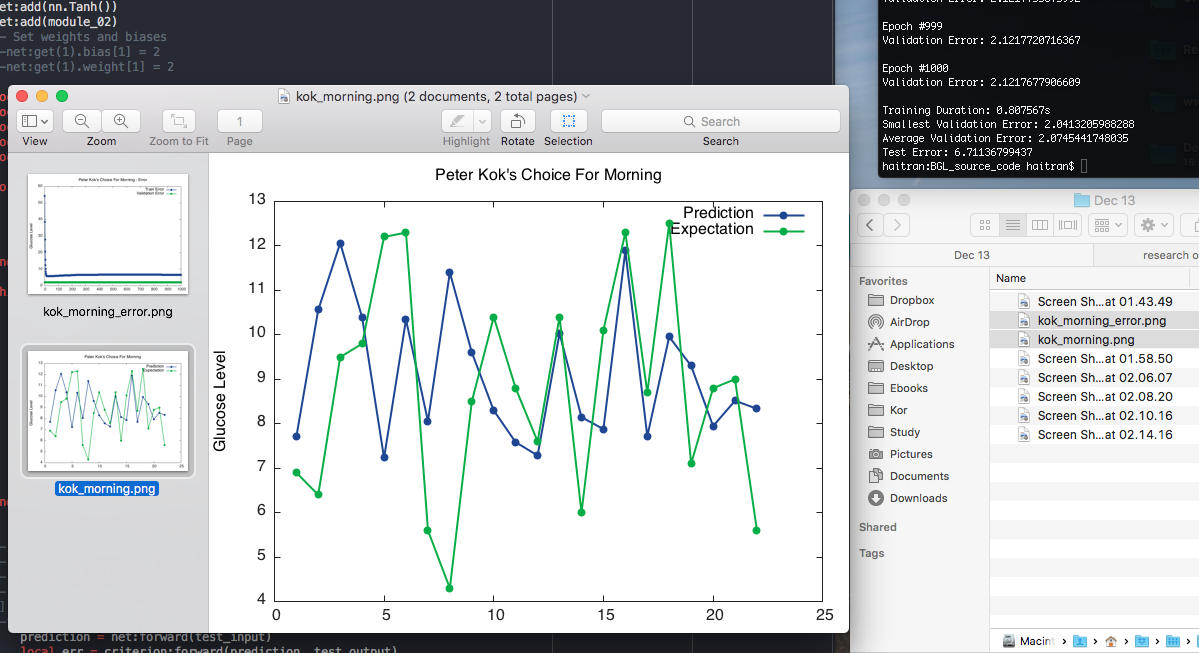 et:add(nn.Tanh())
et:add(module_02)
- Set weights and biases
-net:get(1).bias[1] = 2
-net:get(1).weight[1] = 2
Epoch #999
Validation Error: 2.1217720716367
Epoch #1000
Validation Error: 2.1217677906609
Training Duration: 0.807567s
Smallest Validation Error: 2.0413205988288
Average Validation Error: 2.0745441748035
Test Error: 6.71136799437
haitran:BGL_source_code haitran$
kok_morning.png (2 documents, 2 total pages)
1
Search
View
Zoom
Zoom to Fit
Page
Highlight
Rotate
Selection
Search
Peter Kok's Choice For Morning - Error
Train Error
Validation Error
Glucose Level
kok_morning_error.png
Peter Kok's Choice For Morning
Prediction
Expectation
Glucose Level
kok_morning.png
Peter Kok's Choice For Morning
Prediction
Expectation
Glucose Level
13
12
11
10
9
8
7
6
5
4
0 5 10 15 20 25
Dec 13
Dec 13
research o
Favorites
Dropbox
AirDrop
Applications
Desktop
Ebooks
Kor
Study
Pictures
Documents
Downloads
Shared
Tags
Name
Screen Sh...at 01.43.49
kok_morning_error.png
kok_morning.png
Screen Sh...at 01.58.50
Screen Sh...at 02.06.07
Screen Sh...at 02.08.20
Screen Sh...at 02.10.16
Screen Sh...at 02.14.16
Macint
prediction = net:forward(test_input)
local err = criterion:forward(prediction, test_output)